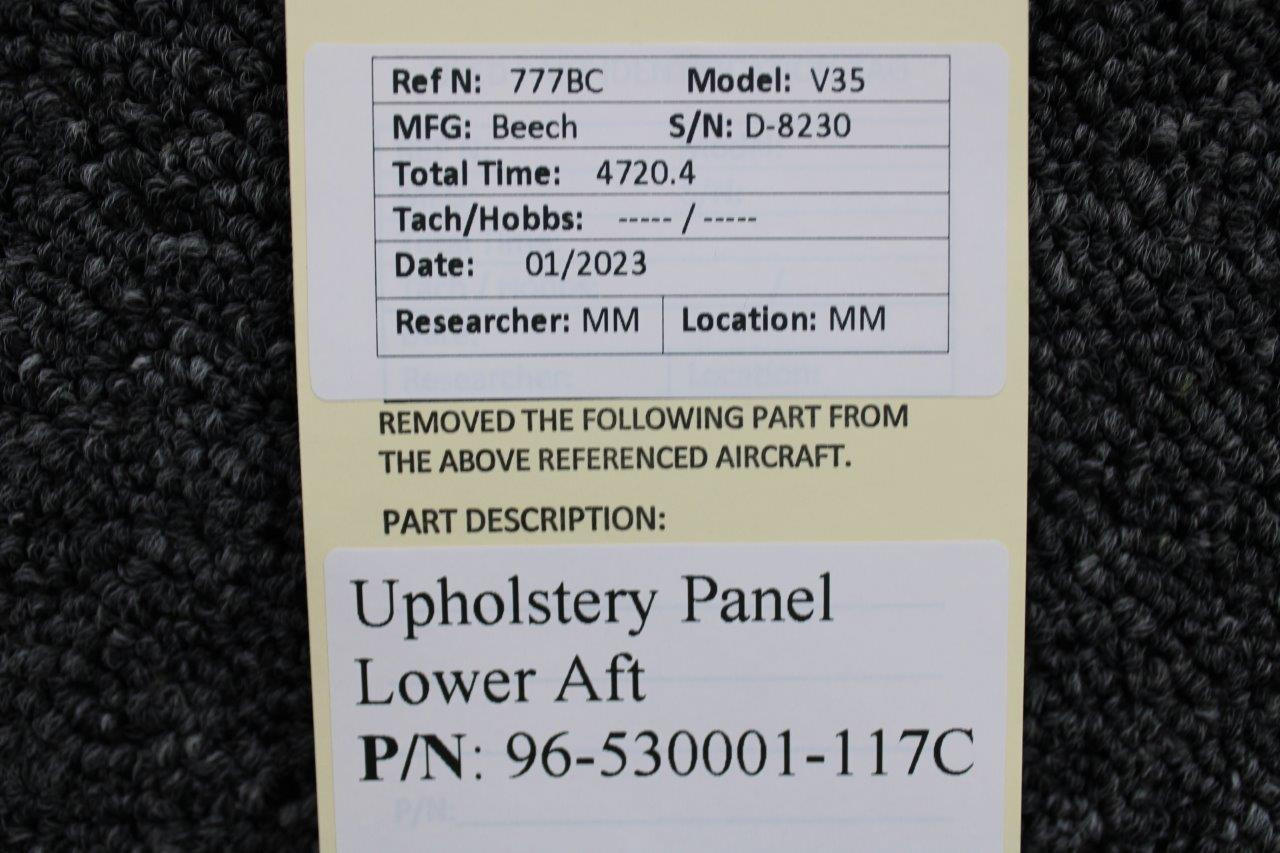 Ref N: 777BC Model: V35
MFG: Beech S/N: D-8230
Total Time: 4720.4
Tach/Hobbs: ----- / -----
Date: 01/2023
Researcher: MM Location: MM
Researcher: Location:
REMOVED THE FOLLOWING PART FROM
THE ABOVE REFERENCED AIRCRAFT.
PART DESCRIPTION:
Upholstery Panel
Lower Aft
P/N: 96-530001-117C
P/N: